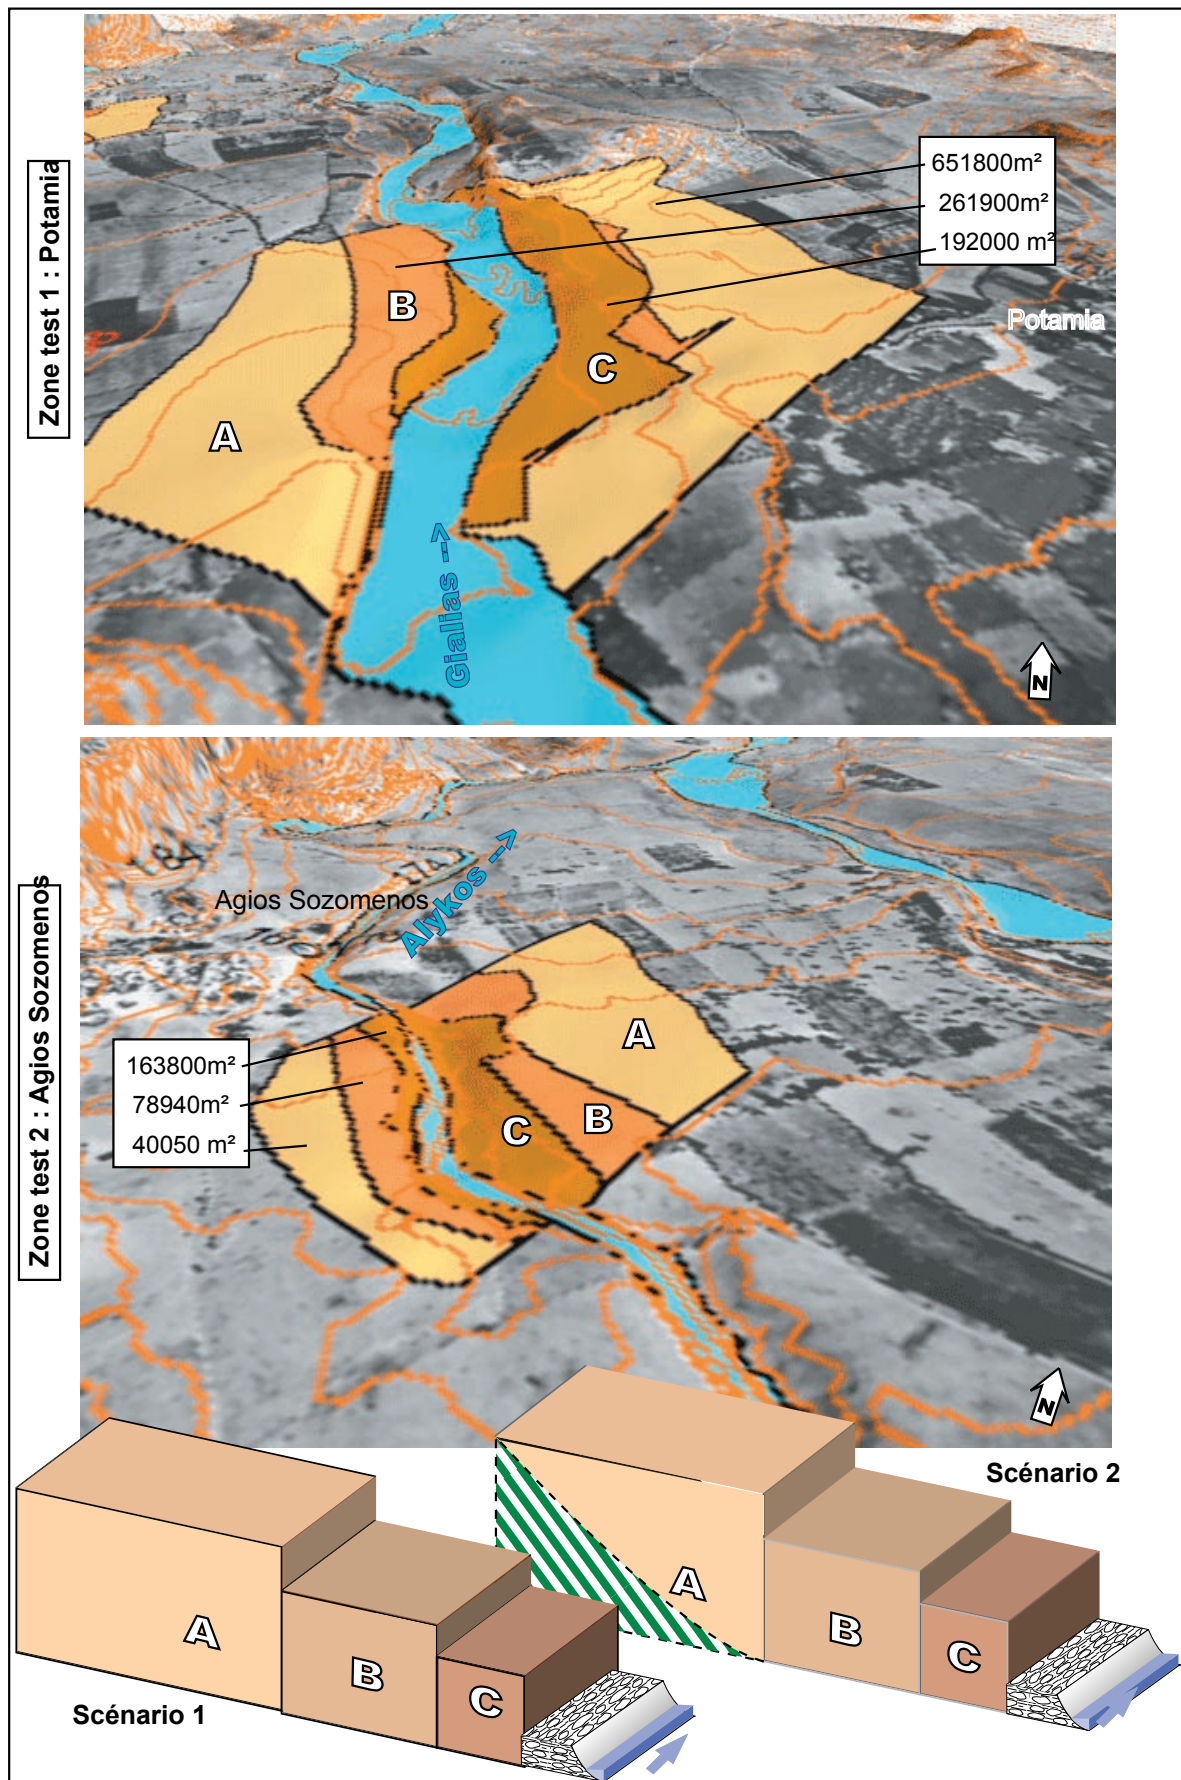 Zone test 1 : Potamia
651800m²
261900m²
192000 m²
Potamia
A
B
C
Gialias -->
N
Zone test 2 : Agios Sozomenos
Agios Sozomenos
Alykos -->
163800m²
78940m²
40050 m²
A
B
C
N
Scénario 2
A
B
C
A
B
C
Scénario 1